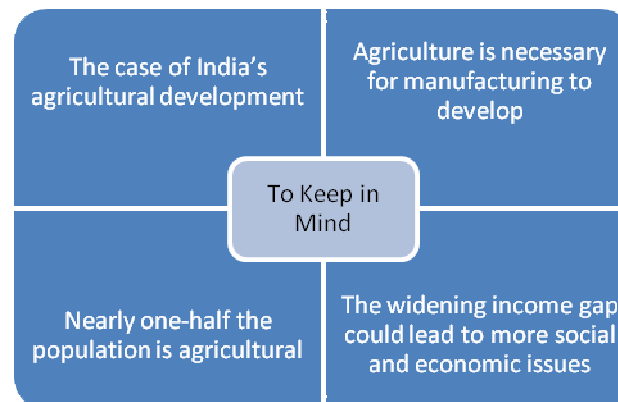 The case of India's
agricultural development
Agriculture is necessary
for manufacturing to
develop
To Keep in
Mind
Nearly one-half the
population is agricultural
The widening income gap
could lead to more social
and economic issues